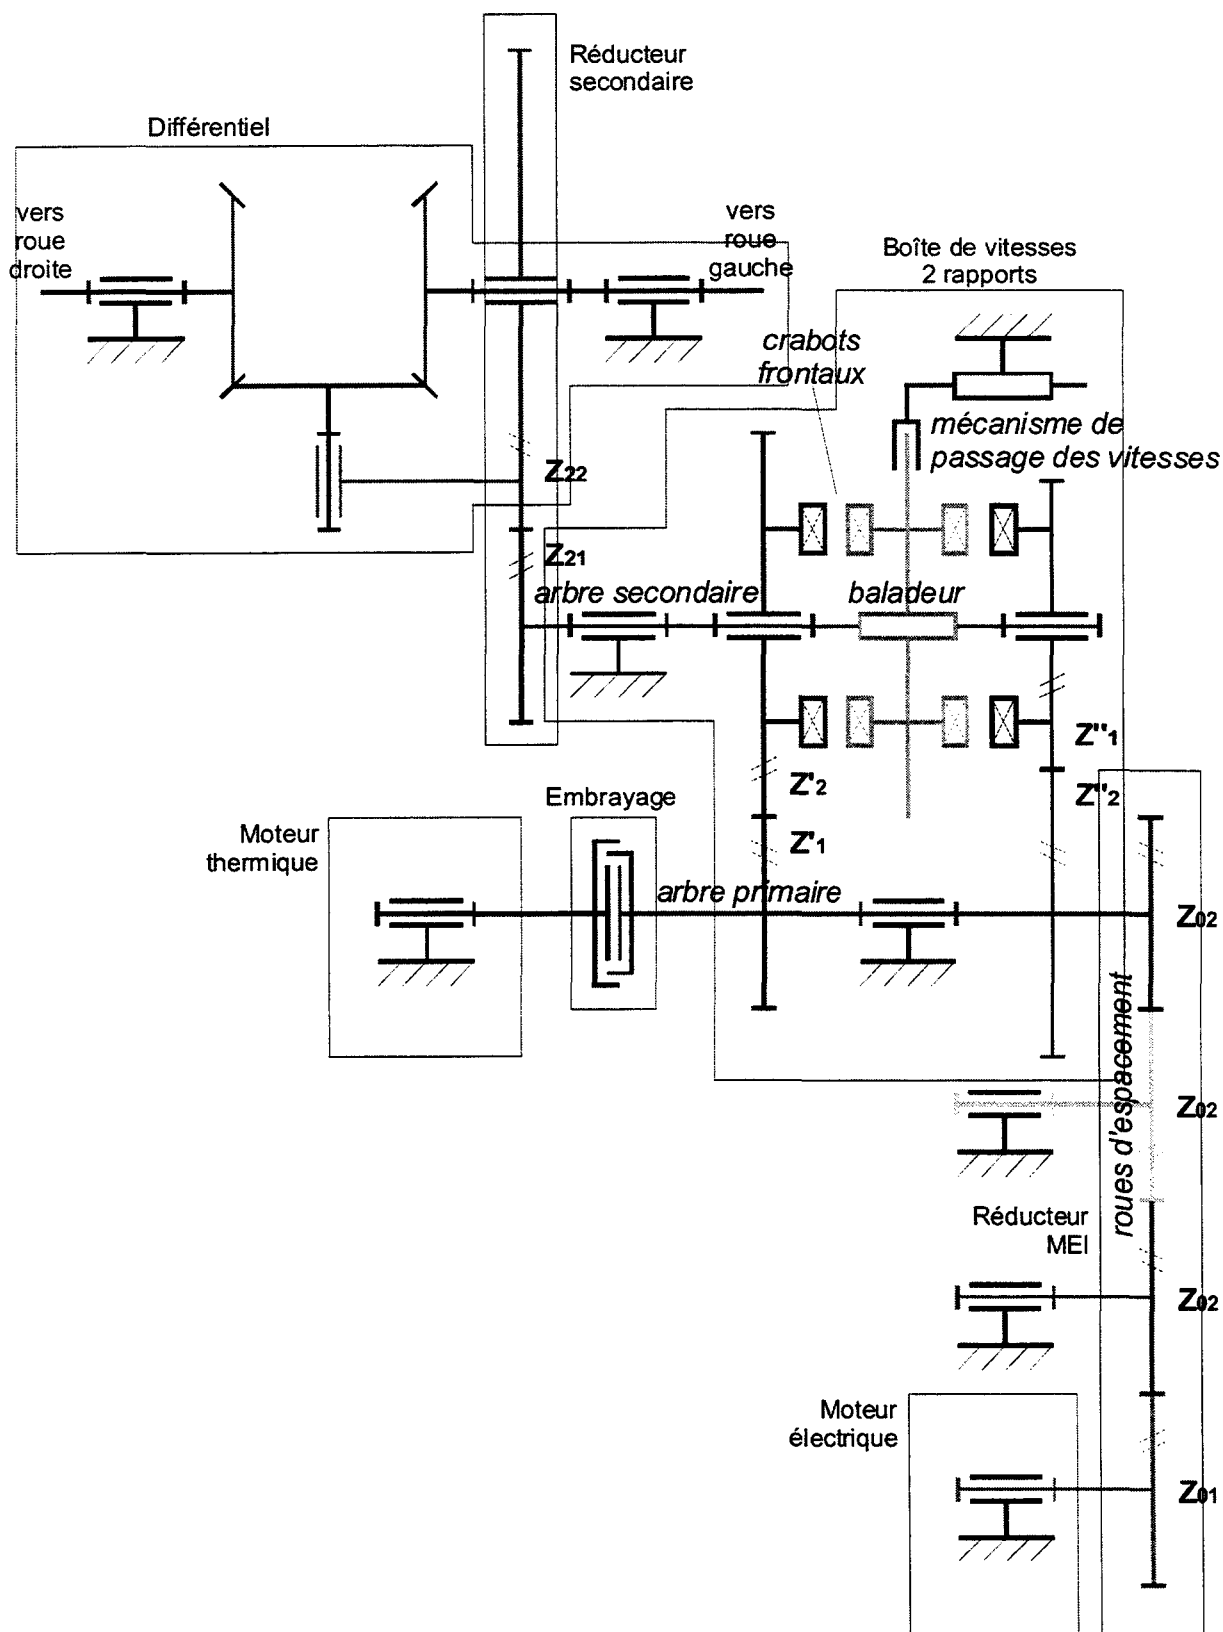 Réducteur
secondaire
Différentiel
vers
roue
droite
vers
roue
gauche
Boîte de vitesses
2 rapports
crabots
frontaux
mécanisme de
passage des vitesses
Z22
Z21
arbre secondaire
baladeur
Z''1
Z'2
Z''2
Embrayage
Moteur
thermique
Z'1
arbre primaire
Z02
roues d'espacement
Z02
Réducteur
MEI
Z02
Moteur
électrique
Z01